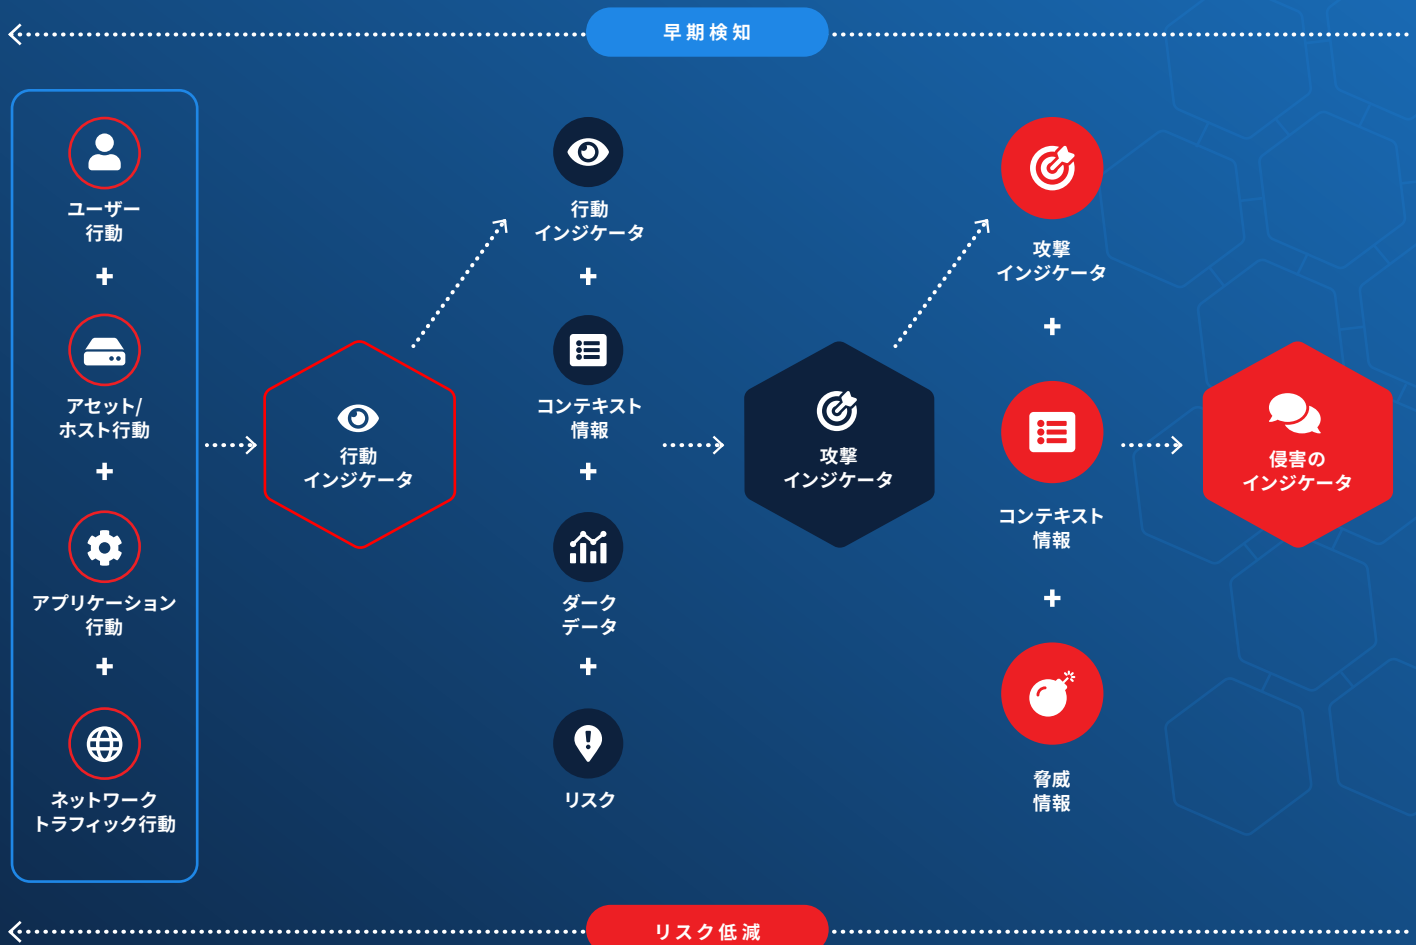 早期検知
ユーザー
行動
+
アセット/
ホスト行動
+
アプリケーション
行動
+
ネットワーク
トラフィック行動
行動
インジケータ
行動
インジケータ
+
コンテキスト
情報
+
ダーク
データ
+
リスク
攻撃
インジケータ
攻撃
インジケータ
+
コンテキスト
情報
+
脅威
情報
侵害の
インジケータ
リスク低減